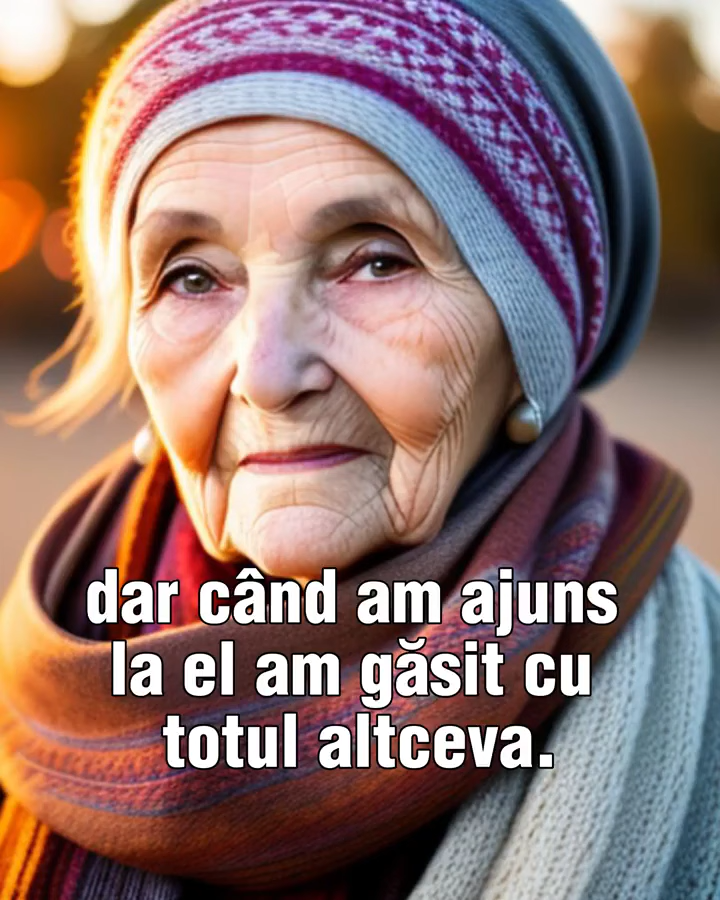 dar când am ajuns
la el am găsit cu
totul altceva.